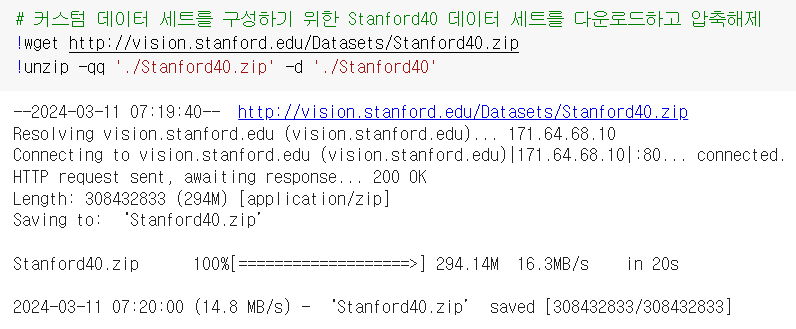 # 커스텀 데이터 세트를 구성하기 위한 Stanford40 데이터 세트를 다운로드하고 압축해제
!wget http://vision.stanford.edu/Datasets/Stanford40.zip
!unzip -qq './Stanford40.zip' -d './Stanford40'
--2024-03-11 07:19:40-- http://vision.stanford.edu/Datasets/Stanford40.zip
Resolving vision.stanford.edu (vision.stanford.edu)... 171.64.68.10
Connecting to vision.stanford.edu (vision.stanford.edu)|171.64.68.10|:80... connected.
HTTP request sent, awaiting response... 200 OK
Length: 308432833 (294M) [application/zip]
Saving to: ‘Stanford40.zip’
Stanford40.zip 100%[===================>] 294.14M 16.3MB/s in 20s
2024-03-11 07:20:00 (14.8 MB/s) - ‘Stanford40.zip’ saved [308432833/308432833]